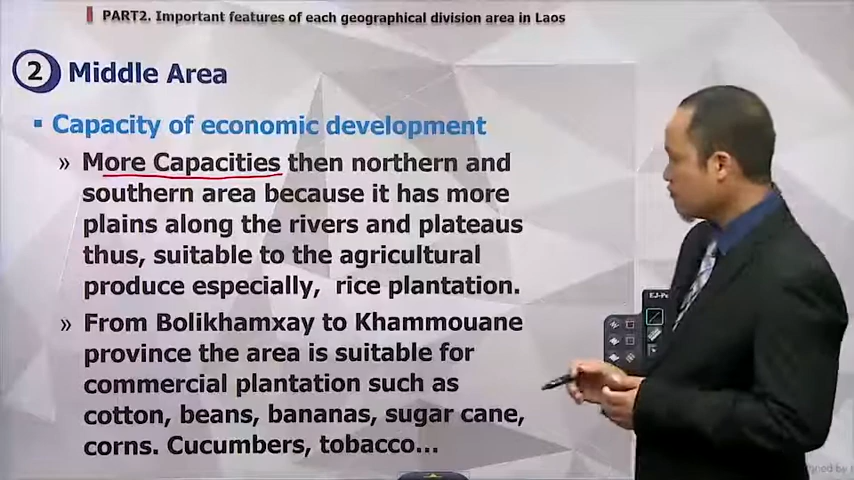 PART2. Important features of each geographical division area in Laos
2 Middle Area
▪ Capacity of economic development
» More Capacities then northern and
southern area because it has more
plains along the rivers and plateaus
thus, suitable to the agricultural
produce especially, rice plantation.
» From Bolikhamxay to Khammouane
province the area is suitable for
commercial plantation such as
cotton, beans, bananas, sugar cane,
corns. Cucumbers, tobacco...